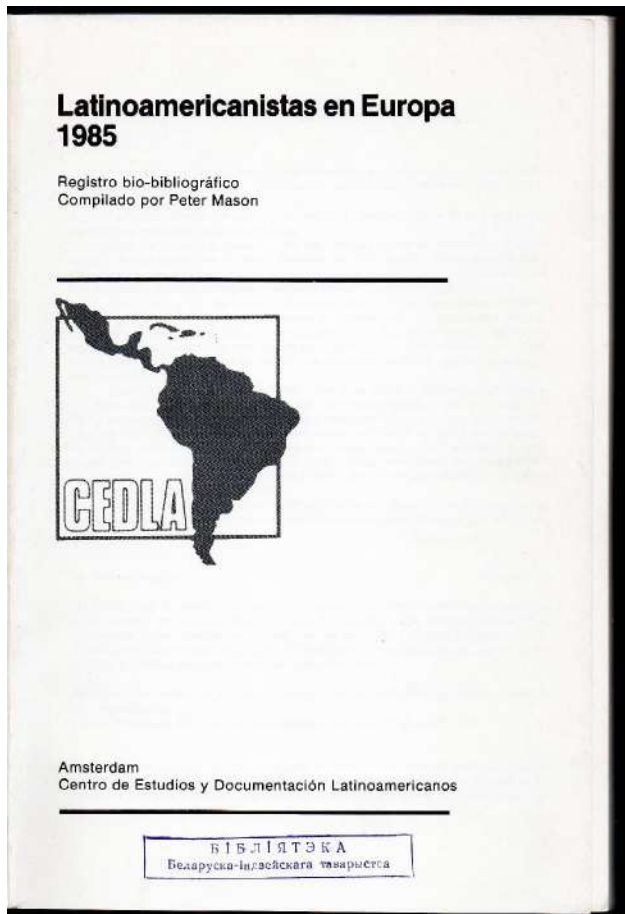 Latinoamericanistas en Europa
1985
Registro bio-bibliográfico
Compilado por Peter Mason
CEDLA
Amsterdam
Centro de Estudios y Documentación Latinoamericanos
БІБЛІЯТЭКА
Беларуска-індзейскага таварыства